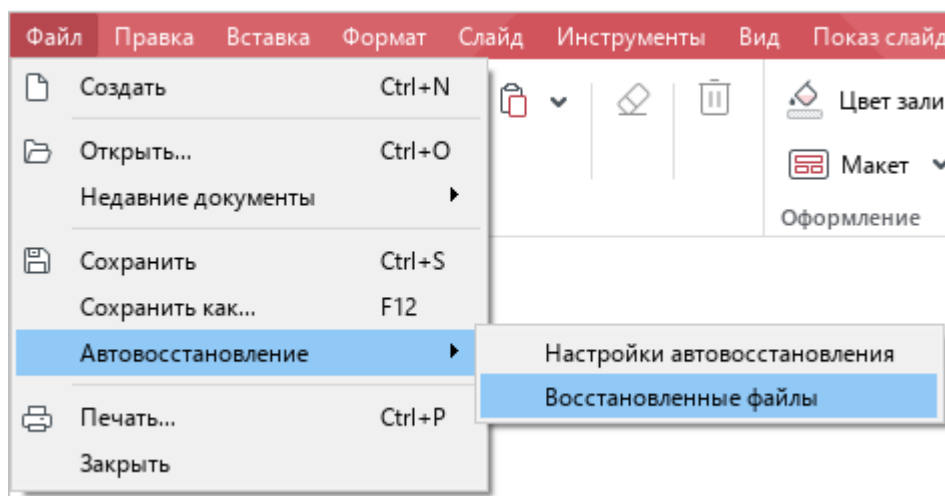 Файл Правка Вставка Формат Слайд Инструменты Вид Показ слайд
Создать Ctrl+N
Цвет зали
Открыть... Ctrl+O
Макет
Недавние документы
Оформление
Сохранить Ctrl+S
Сохранить как... F12
Автовосстановление
Настройки автовосстановления
Восстановленные файлы
Печать... Ctrl+P
Закрыть